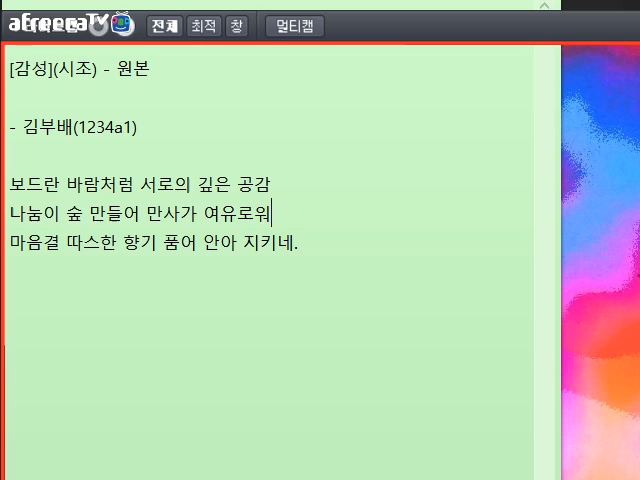 afreecaTV
전체 최적 창 멀티캠
[감성](시조) - 원본
- 김부배(1234a1)
보드란 바람처럼 서로의 깊은 공감
나눔이 숲 만들어 만사가 여유로워
마음결 따스한 향기 품어 안아 지키네.